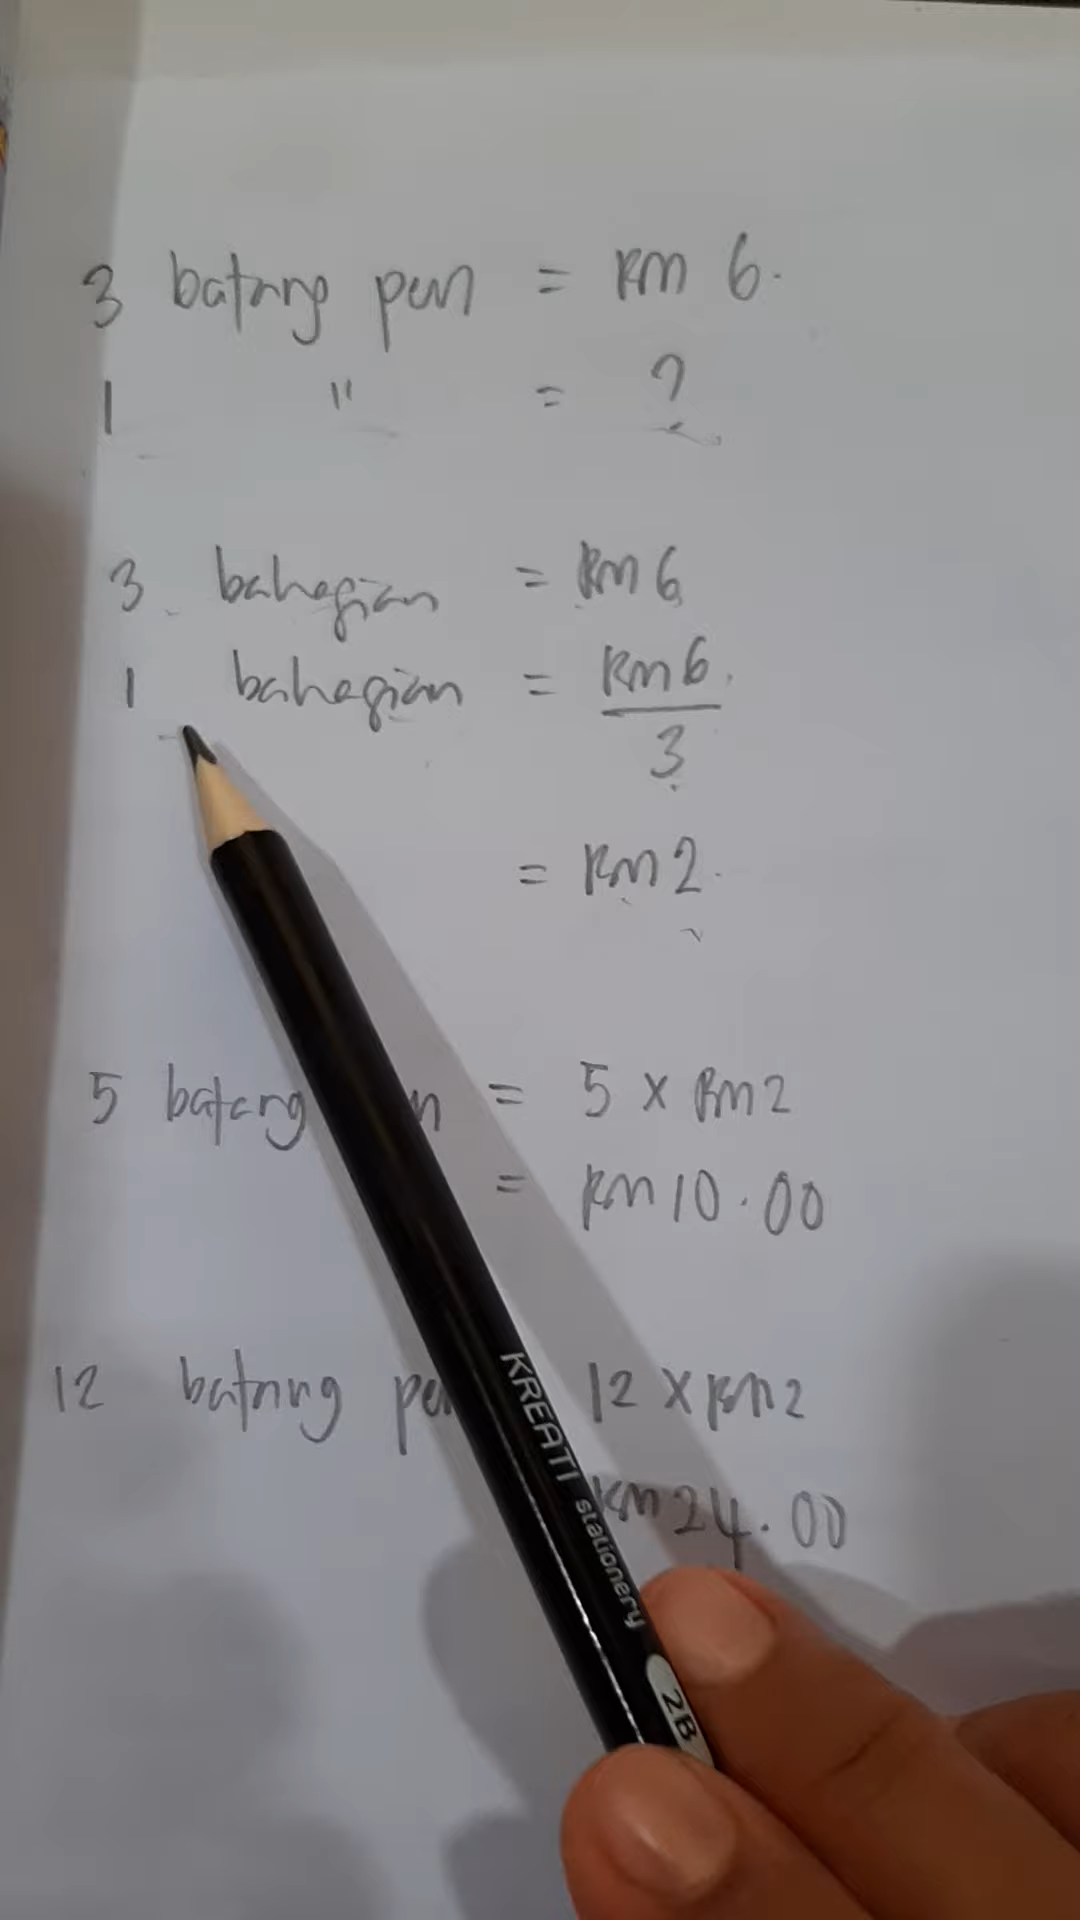 3 batang pen = RM 6.
1 " = ?
3 bahagian = RM 6
1 bahagian = RM 6
3
= RM 2.
5 batang = 5 x RM 2
= RM 10.00
12 batang 12 x RM 2
RM 24.00
KREATI stationery
2B